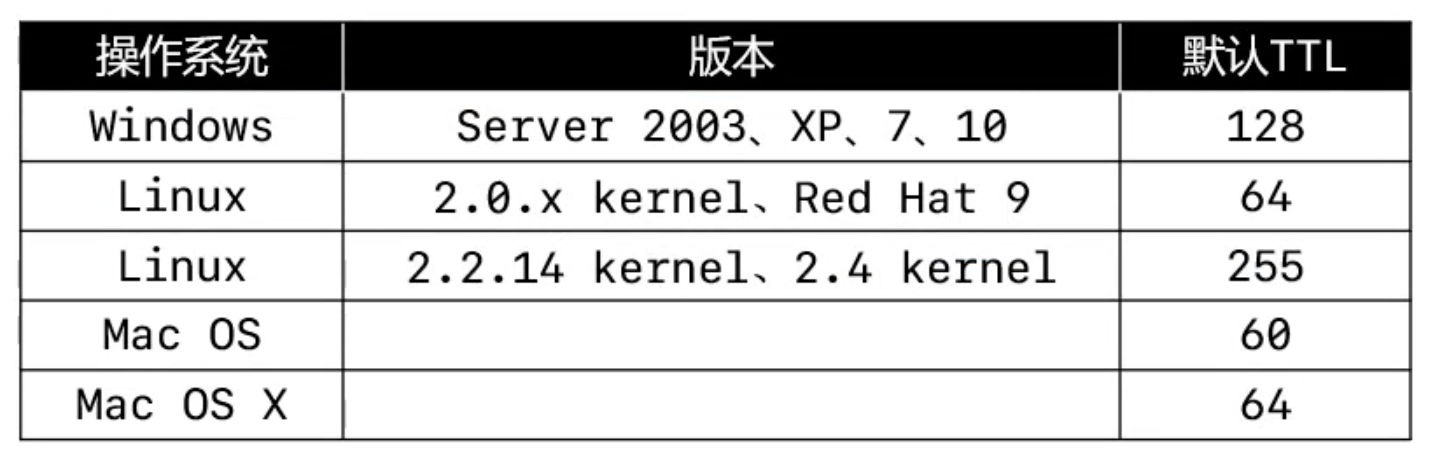 操作系统 版本 默认TTL
Windows Server 2003、XP、7、10 128
Linux 2.0.x kernel、Red Hat 9 64
Linux 2.2.14 kernel、2.4 kernel 255
Mac OS 60
Mac OS X 64